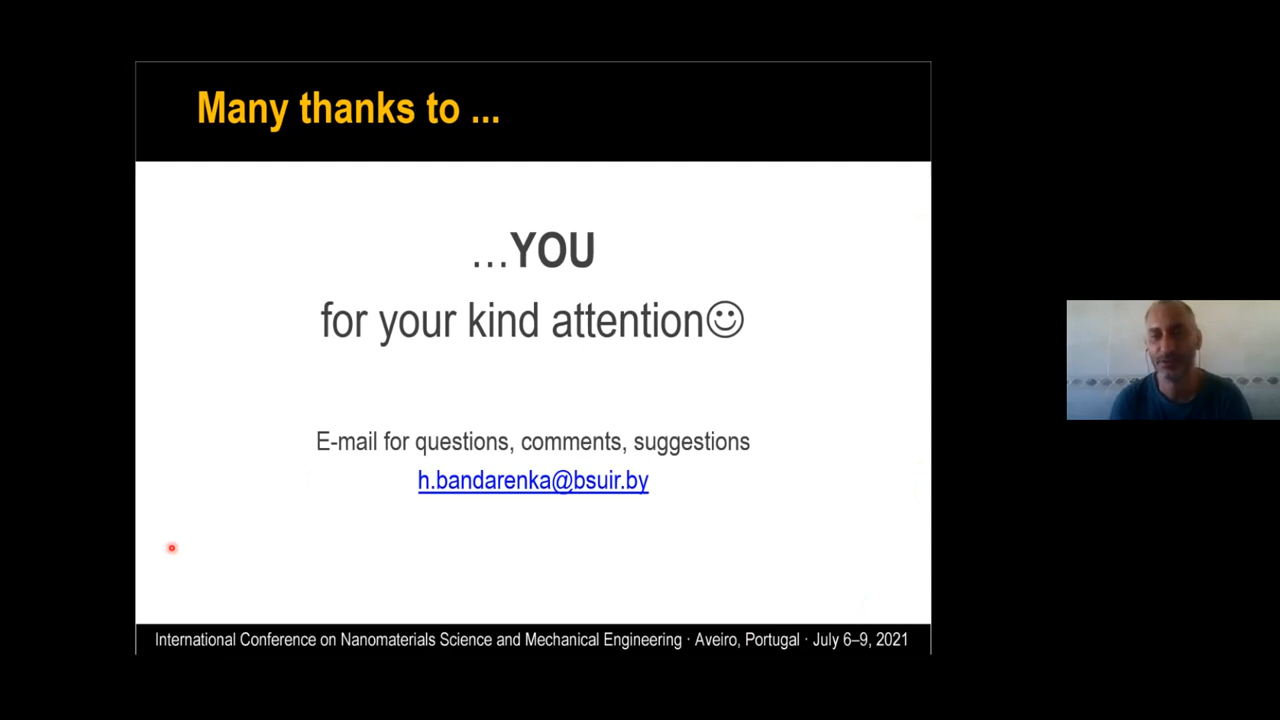 Many thanks to ...
...YOU
for your kind attention☺
E-mail for questions, comments, suggestions
h.bandarenka@bsuir.by
International Conference on Nanomaterials Science and Mechanical Engineering · Aveiro, Portugal · July 6–9, 2021